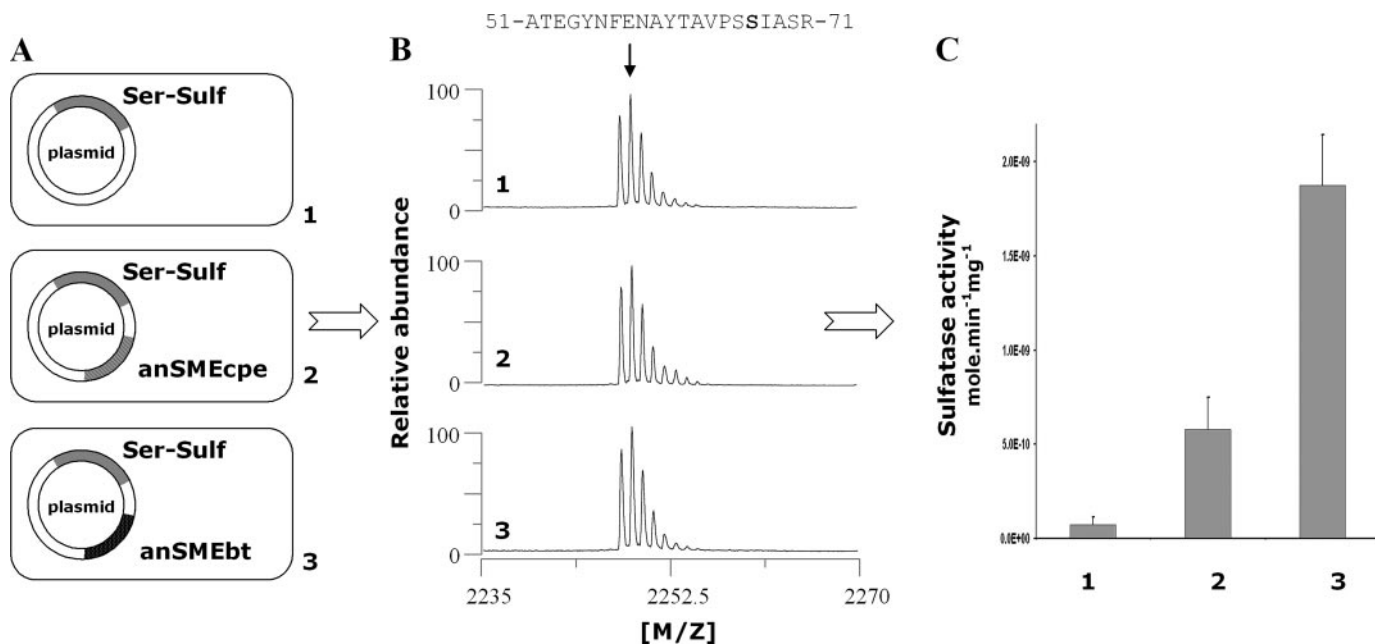 51-ATEGYNFENAYTAVPSSIASR-71
A
B
C
Ser-Sulf
plasmid
1
Ser-Sulf
plasmid
anSMEcpe
2
Ser-Sulf
plasmid
anSMEbt
3
Relative abundance
100
1
0
100
2
0
100
3
0
2235
2252.5
2270
[M/Z]
Sulfatase activity
mole.min⁻¹mg⁻¹
2.0E-09
1.5E-09
1.0E-09
5.0E-10
0.0E+00
1
2
3